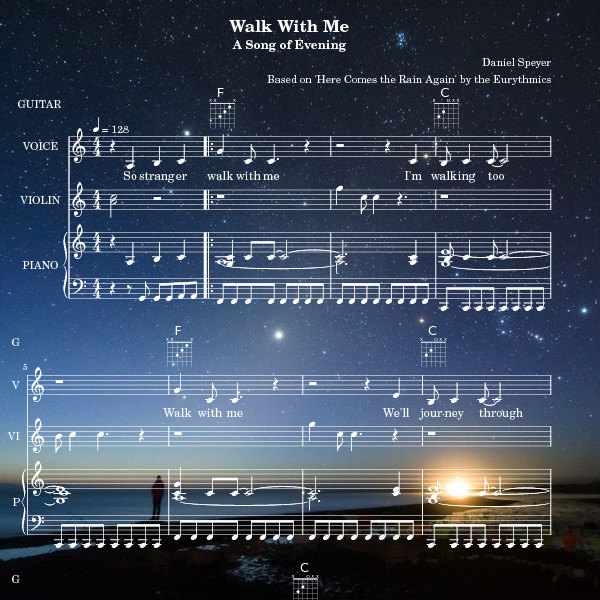 Walk With Me
A Song of Evening
Daniel Speyer
Based on 'Here Comes the Rain Again' by the Eurythmics
F C
GUITAR
= 128
VOICE
So stranger walk with me I'm walking too
VIOLIN
PIANO
F C
G
5
V
Walk with me We'll jour-ney through
VI
P
C
G